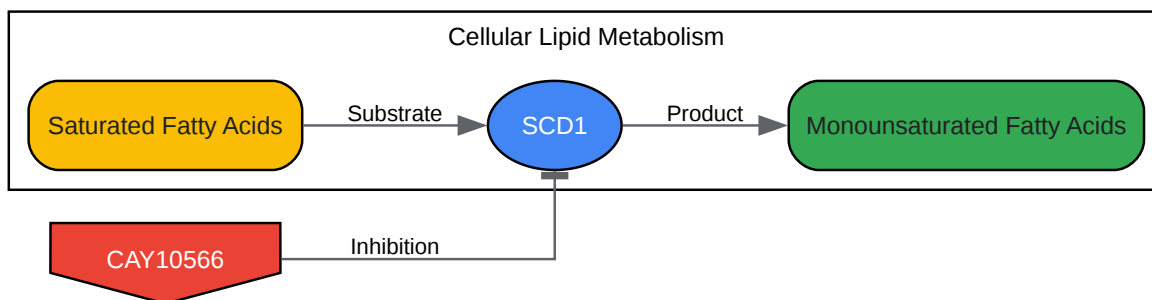 Cellular Lipid Metabolism
Saturated Fatty Acids
Substrate
SCD1
Product
Monounsaturated Fatty Acids
CAY10566
Inhibition